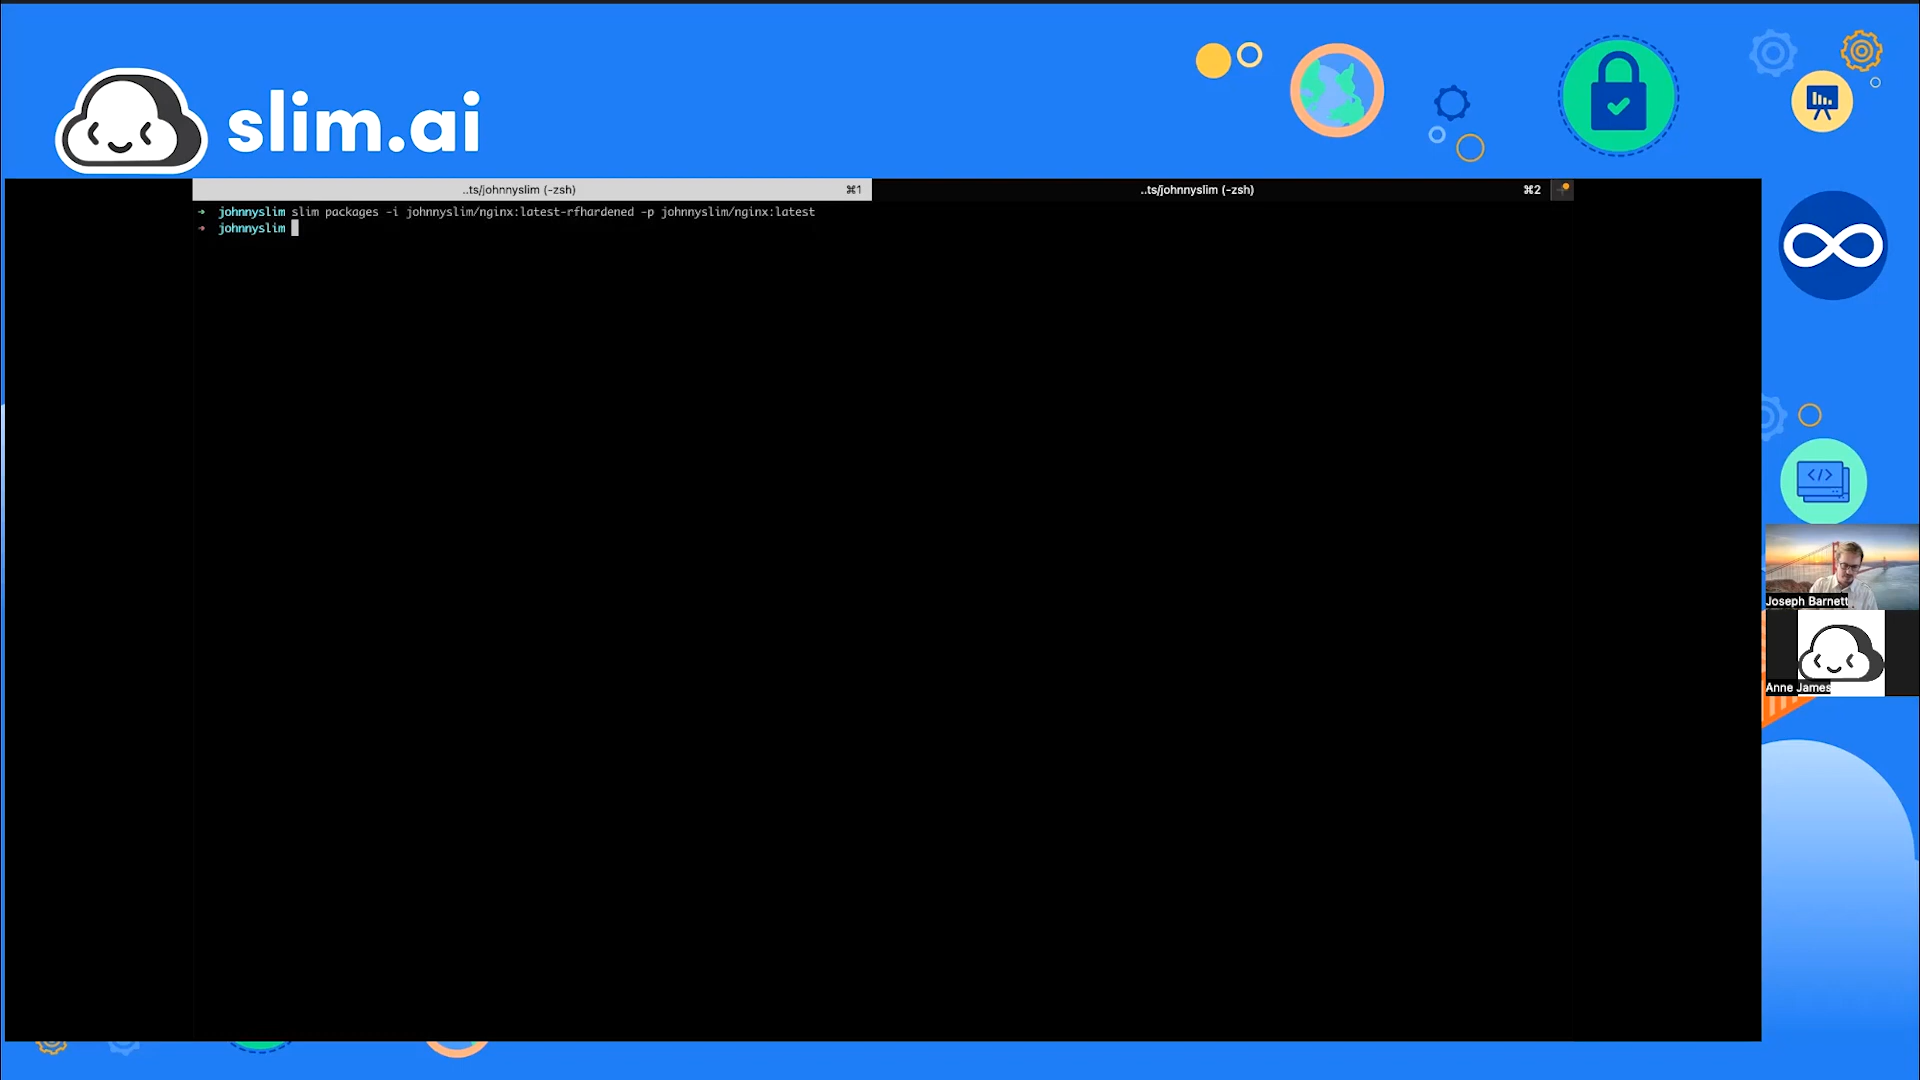 slim.ai
..ts/johnnyslim (-zsh) ⌘1 ..ts/johnnyslim (-zsh) ⌘2
➜ johnnyslim slim packages -i johnnyslim/nginx:latest-rfhardened -p johnnyslim/nginx:latest
➜ johnnyslim
</>
Joseph Barnett
Anne James